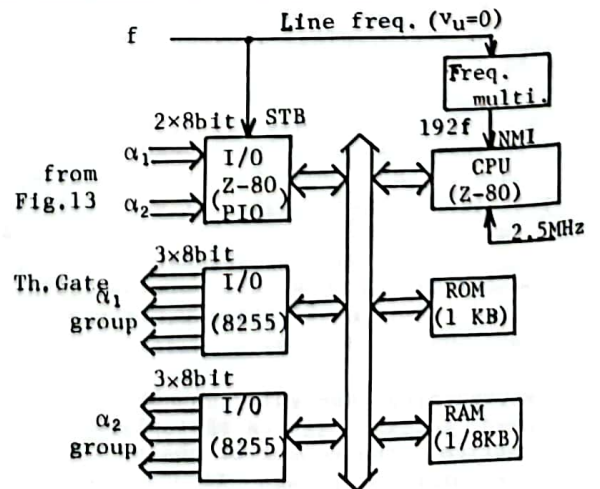 Line freq. (vu=0)
f
Freq.
multi.
2×8bit
STB
192f
NMI
from
Fig.13
α1
α2
I/O
(Z-80
PIO)
CPU
(Z-80)
2.5MHz
3×8bit
Th.Gate
α1
group
I/O
(8255)
ROM
(1 KB)
3×8bit
α2
group
I/O
(8255)
RAM
(1/8KB)